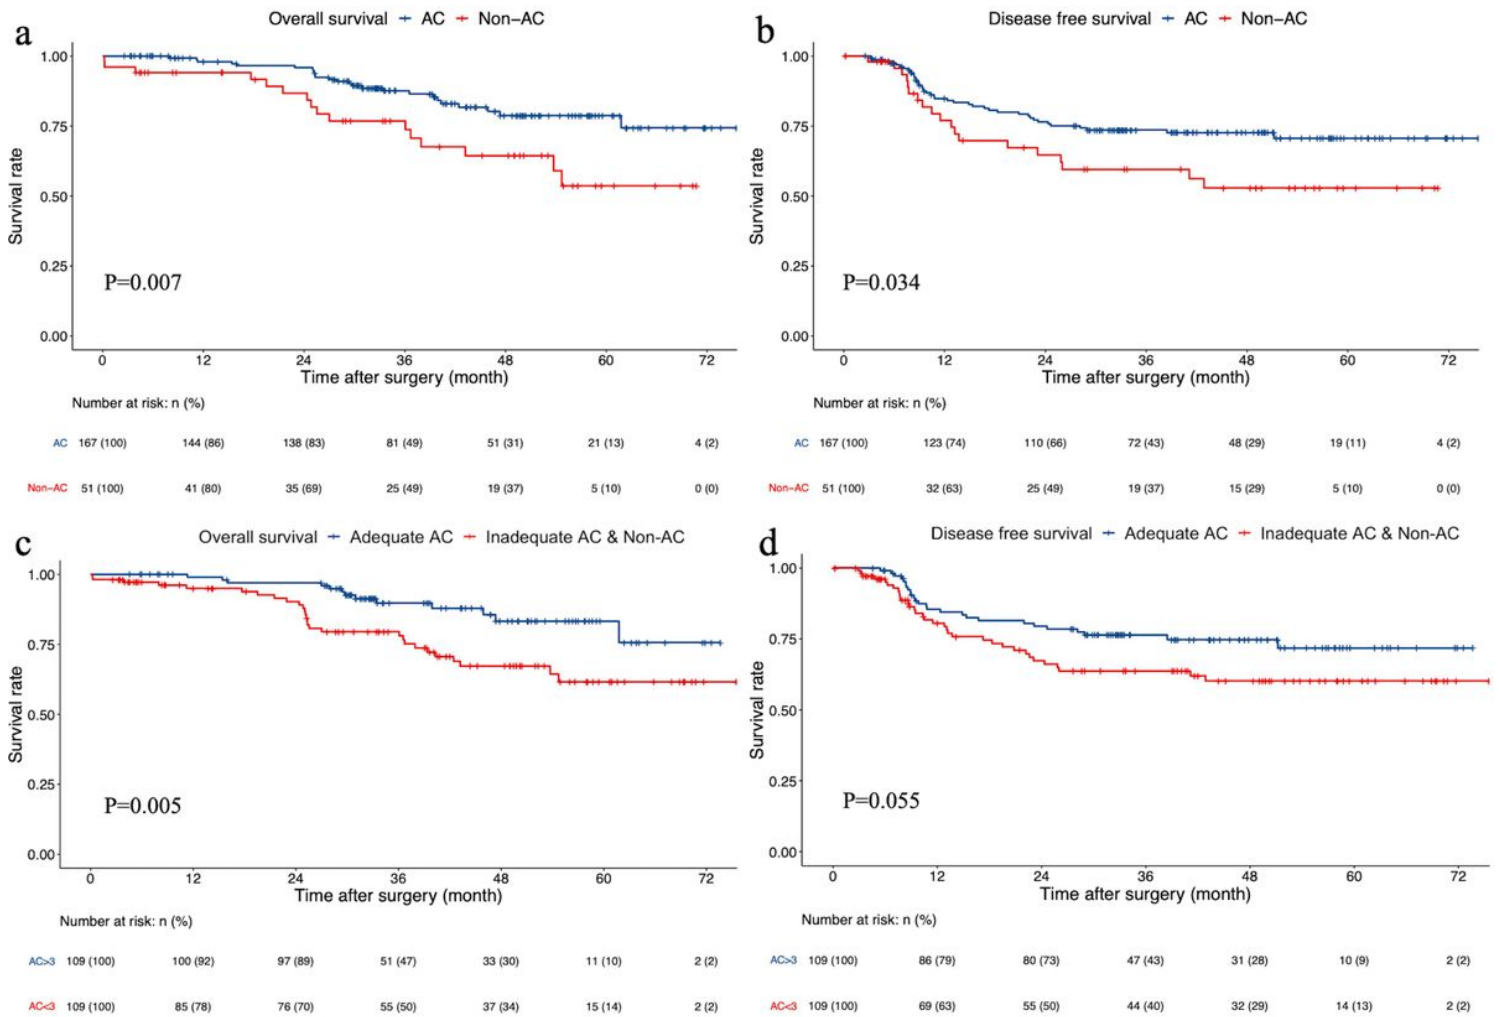 a
Overall survival AC Non-AC
1.00
0.75
0.50
0.25
0.00
Survival rate
P=0.007
0 12 24 36 48 60 72
Time after surgery (month)
Number at risk: n (%)
AC 167 (100) 144 (86) 138 (83) 81 (49) 51 (31) 21 (13) 4 (2)
Non-AC 51 (100) 41 (80) 35 (69) 25 (49) 19 (37) 5 (10) 0 (0)
b
Disease free survival AC Non-AC
1.00
0.75
0.50
0.25
0.00
Survival rate
P=0.034
0 12 24 36 48 60 72
Time after surgery (month)
Number at risk: n (%)
AC 167 (100) 123 (74) 110 (66) 72 (43) 48 (29) 19 (11) 4 (2)
Non-AC 51 (100) 32 (63) 25 (49) 19 (37) 15 (29) 5 (10) 0 (0)
c
Overall survival Adequate AC Inadequate AC & Non-AC
1.00
0.75
0.50
0.25
0.00
Survival rate
P=0.005
0 12 24 36 48 60 72
Time after surgery (month)
Number at risk: n (%)
AC>3 109 (100) 100 (92) 97 (89) 51 (47) 33 (30) 11 (10) 2 (2)
AC<3 109 (100) 85 (78) 76 (70) 55 (50) 37 (34) 15 (14) 2 (2)
d
Disease free survival Adequate AC Inadequate AC & Non-AC
1.00
0.75
0.50
0.25
0.00
Survival rate
P=0.055
0 12 24 36 48 60 72
Time after surgery (month)
Number at risk: n (%)
AC>3 109 (100) 86 (79) 80 (73) 47 (43) 31 (28) 10 (9) 2 (2)
AC<3 109 (100) 69 (63) 55 (50) 44 (40) 32 (29) 14 (13) 2 (2)